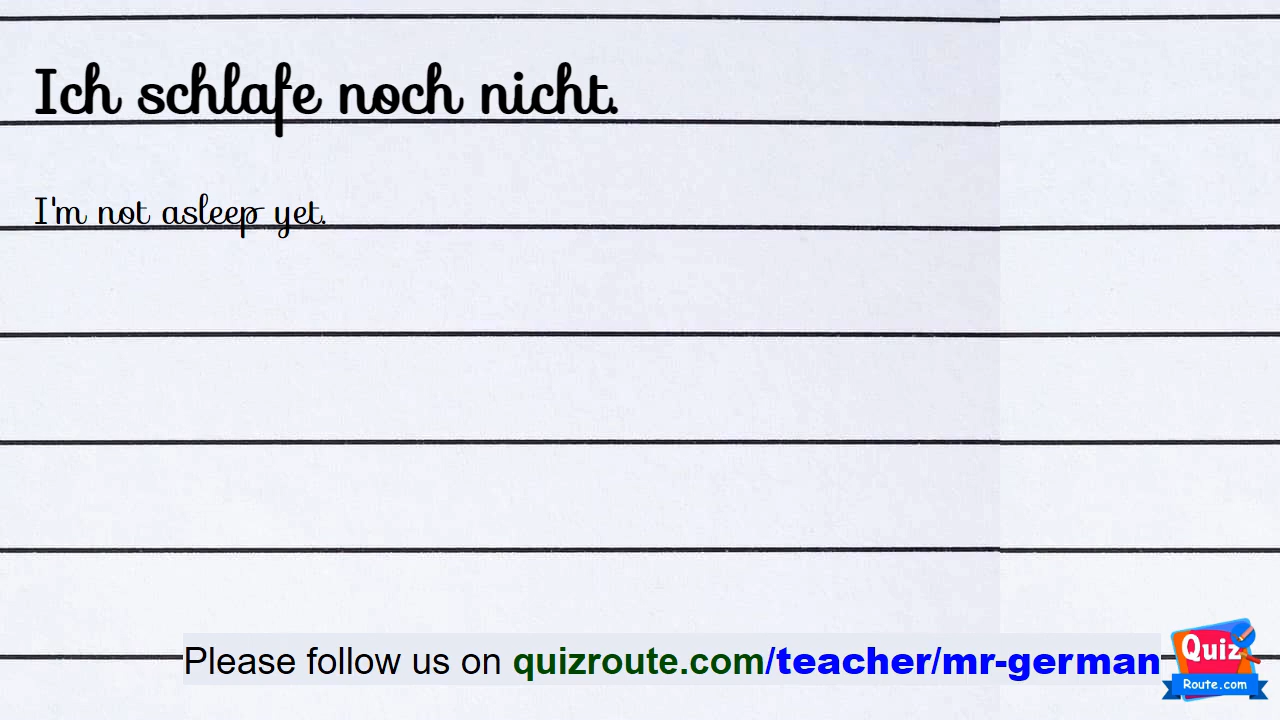 Ich schlafe noch nicht.
I'm not asleep yet.
Please follow us on quizroute.com/teacher/mr-german
Quiz
Route.com